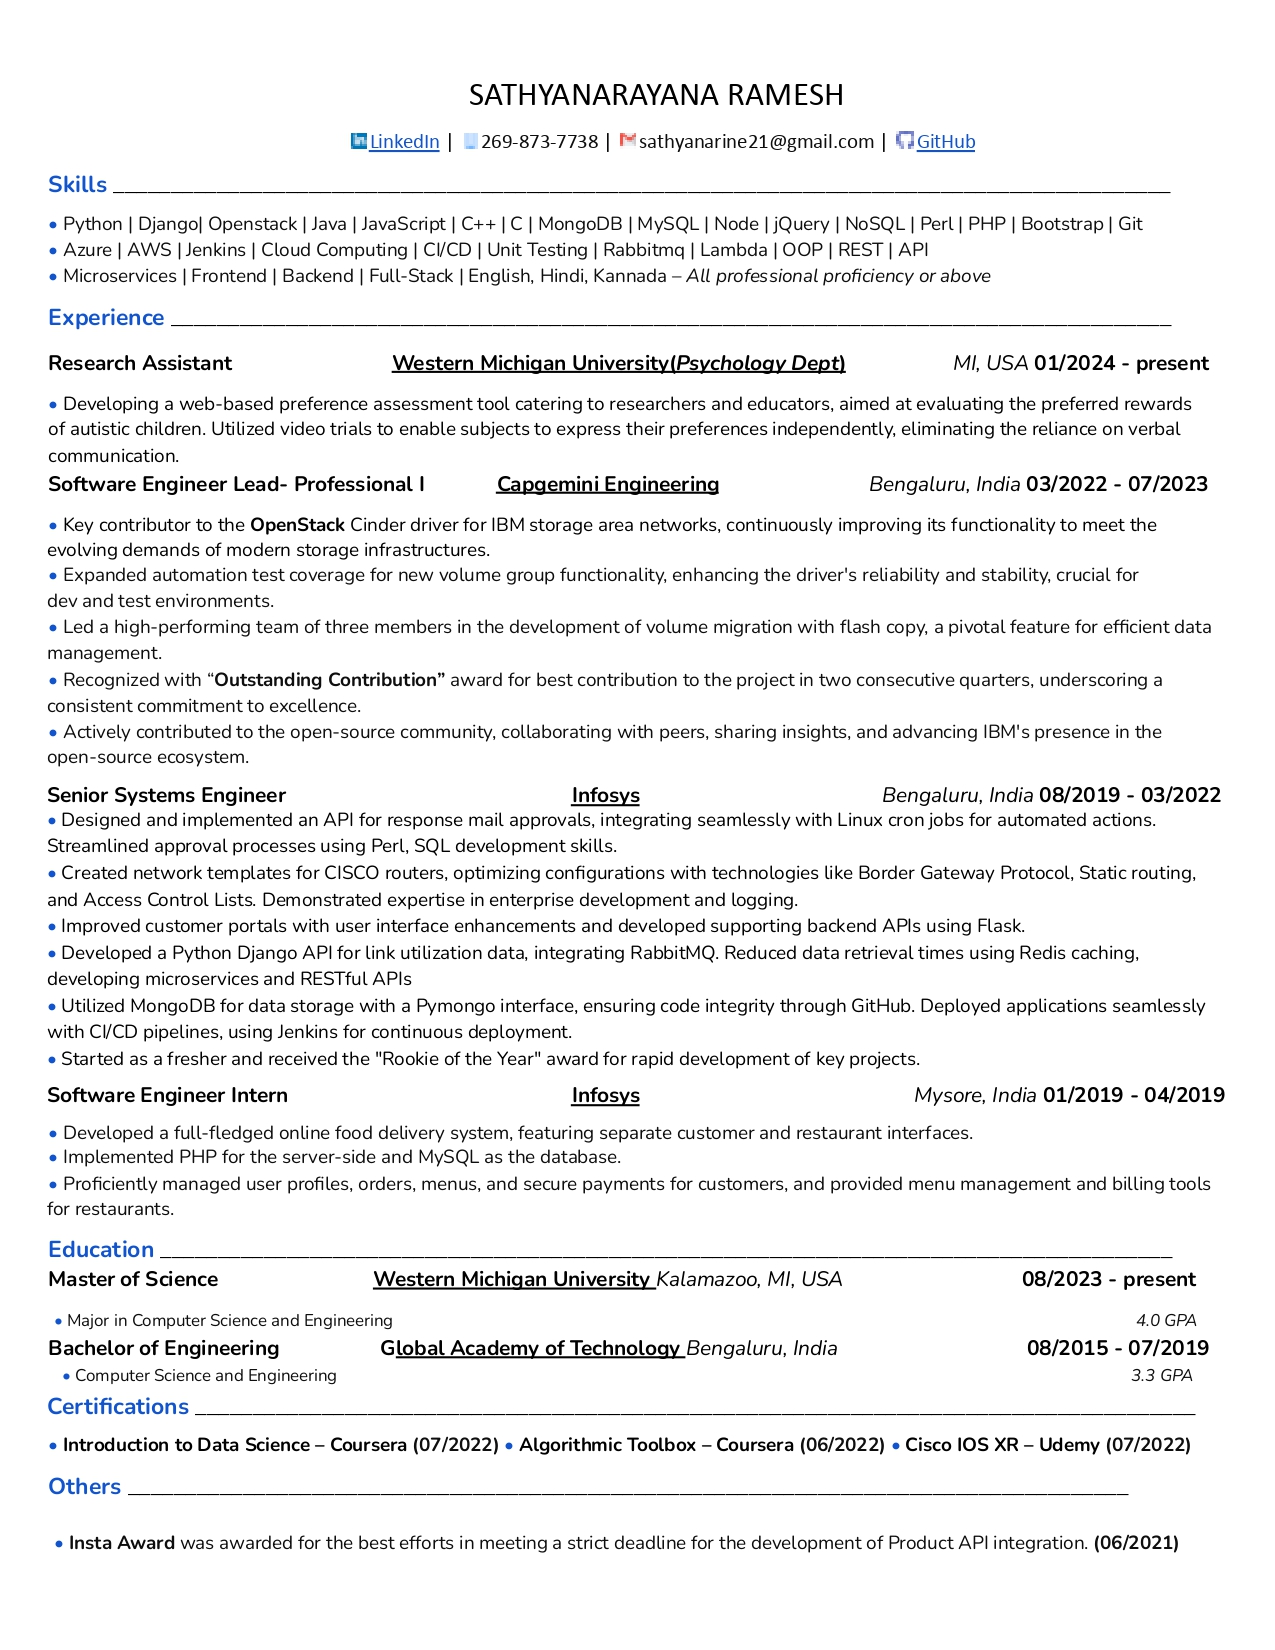 SATHYANARAYANA RAMESH
LinkedIn | 269-873-7738 | sathyanarine21@gmail.com | GitHub
Skills
• Python | Django| Openstack | Java | JavaScript | C++ | C | MongoDB | MySQL | Node | jQuery | NoSQL | Perl | PHP | Bootstrap | Git
• Azure | AWS | Jenkins | Cloud Computing | CI/CD | Unit Testing | Rabbitmq | Lambda | OOP | REST | API
• Microservices | Frontend | Backend | Full-Stack | English, Hindi, Kannada – All professional proficiency or above
Experience
Research Assistant Western Michigan University(Psychology Dept) MI, USA 01/2024 - present
• Developing a web-based preference assessment tool catering to researchers and educators, aimed at evaluating the preferred rewards
of autistic children. Utilized video trials to enable subjects to express their preferences independently, eliminating the reliance on verbal
communication.
Software Engineer Lead- Professional I Capgemini Engineering Bengaluru, India 03/2022 - 07/2023
• Key contributor to the OpenStack Cinder driver for IBM storage area networks, continuously improving its functionality to meet the
evolving demands of modern storage infrastructures.
• Expanded automation test coverage for new volume group functionality, enhancing the driver's reliability and stability, crucial for
dev and test environments.
• Led a high-performing team of three members in the development of volume migration with flash copy, a pivotal feature for efficient data
management.
• Recognized with “Outstanding Contribution” award for best contribution to the project in two consecutive quarters, underscoring a
consistent commitment to excellence.
• Actively contributed to the open-source community, collaborating with peers, sharing insights, and advancing IBM's presence in the
open-source ecosystem.
Senior Systems Engineer Infosys Bengaluru, India 08/2019 - 03/2022
• Designed and implemented an API for response mail approvals, integrating seamlessly with Linux cron jobs for automated actions.
Streamlined approval processes using Perl, SQL development skills.
• Created network templates for CISCO routers, optimizing configurations with technologies like Border Gateway Protocol, Static routing,
and Access Control Lists. Demonstrated expertise in enterprise development and logging.
• Improved customer portals with user interface enhancements and developed supporting backend APIs using Flask.
• Developed a Python Django API for link utilization data, integrating RabbitMQ. Reduced data retrieval times using Redis caching,
developing microservices and RESTful APIs
• Utilized MongoDB for data storage with a Pymongo interface, ensuring code integrity through GitHub. Deployed applications seamlessly
with CI/CD pipelines, using Jenkins for continuous deployment.
• Started as a fresher and received the "Rookie of the Year" award for rapid development of key projects.
Software Engineer Intern Infosys Mysore, India 01/2019 - 04/2019
• Developed a full-fledged online food delivery system, featuring separate customer and restaurant interfaces.
• Implemented PHP for the server-side and MySQL as the database.
• Proficiently managed user profiles, orders, menus, and secure payments for customers, and provided menu management and billing tools
for restaurants.
Education
Master of Science Western Michigan University Kalamazoo, MI, USA 08/2023 - present
• Major in Computer Science and Engineering 4.0 GPA
Bachelor of Engineering Global Academy of Technology Bengaluru, India 08/2015 - 07/2019
• Computer Science and Engineering 3.3 GPA
Certifications
• Introduction to Data Science – Coursera (07/2022) • Algorithmic Toolbox – Coursera (06/2022) • Cisco IOS XR – Udemy (07/2022)
Others
• Insta Award was awarded for the best efforts in meeting a strict deadline for the development of Product API integration. (06/2021)